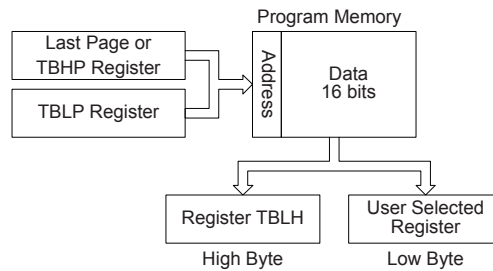 Program Memory
Last Page or
TBHP Register
TBLP Register
Address
Data
16 bits
Register TBLH
User Selected
Register
High Byte
Low Byte